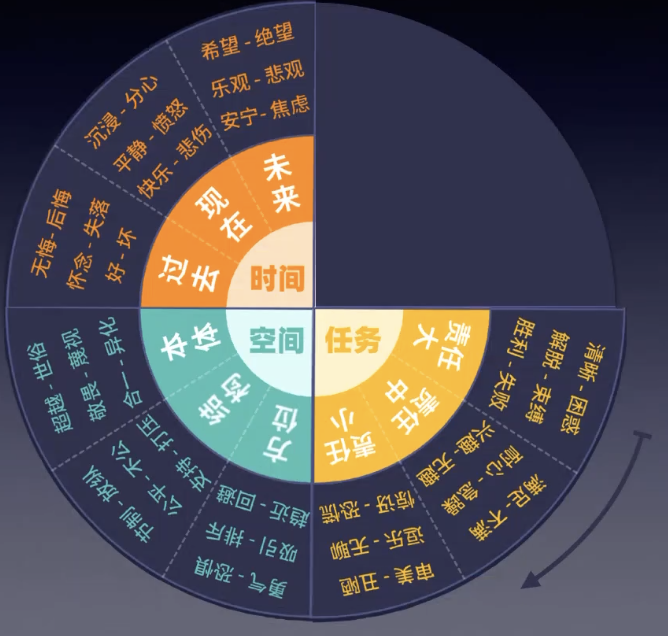 希望 - 绝望
乐观 - 悲观
安宁 - 焦虑
未来
沉浸 - 分心
平静 - 愤怒
快乐 - 悲伤
现在
无悔 - 后悔
怀念 - 失落
好 - 坏
过去
时间
空间
任务
本体
超越 - 世俗
敬畏 - 蔑视
合一 - 异化
结构
节制 - 放纵
公平 - 不公
支持 - 打压
方位
趋近 - 回避
吸引 - 排斥
勇气 - 恐惧
责任大
清晰 - 困惑
解脱 - 束缚
胜利 - 失败
责任中
满足 - 不满
耐心 - 急躁
兴趣 - 无趣
责任小
惊讶 - 恐慌
逗乐 - 无聊
审美 - 丑陋